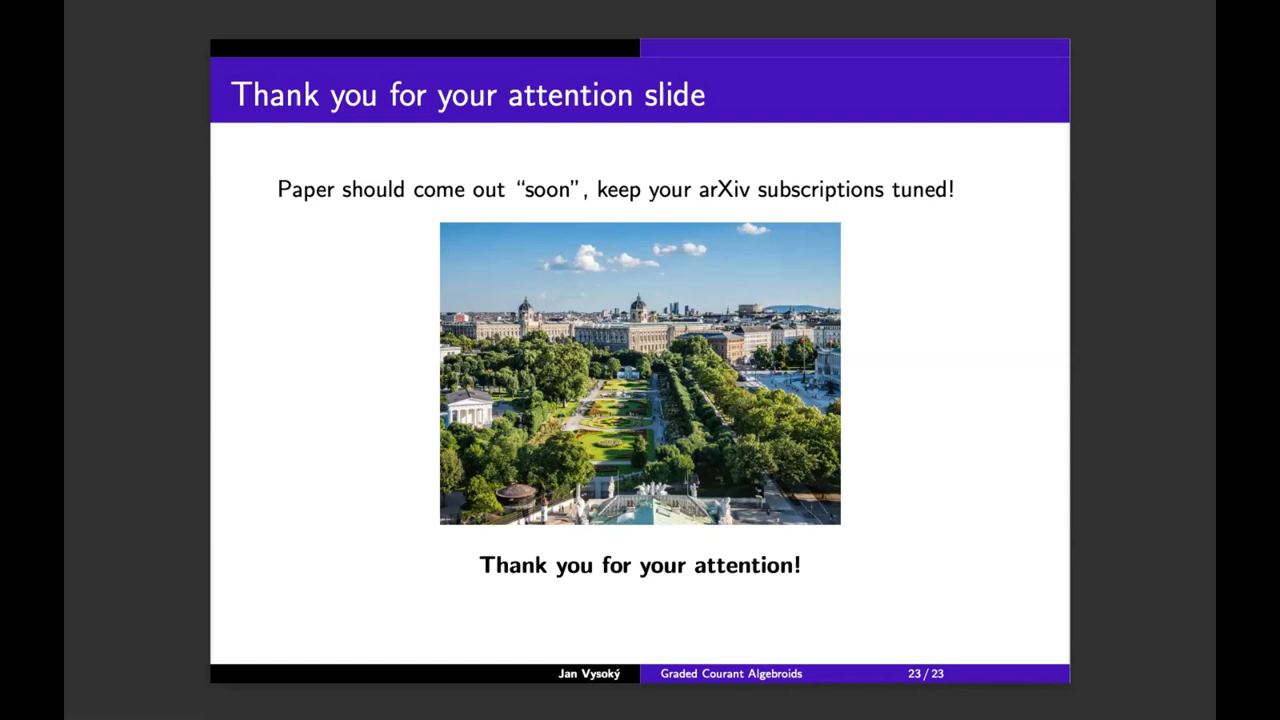 Thank you for your attention slide
Paper should come out “soon”, keep your arXiv subscriptions tuned!
Thank you for your attention!
Jan Vysoký Graded Courant Algebroids 23 / 23